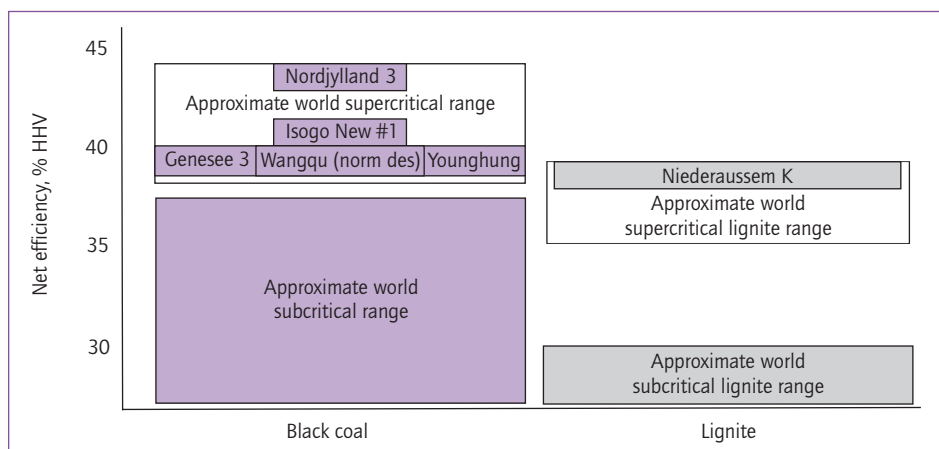 Net efficiency, % HHV
45
40
35
30
Nordjylland 3
Approximate world supercritical range
Isogo New #1
Genesee 3
Wangqu (norm des)
Younghung
Approximate world
subcritical range
Niederaussem K
Approximate world
supercritical lignite range
Approximate world
subcritical lignite range
Black coal
Lignite